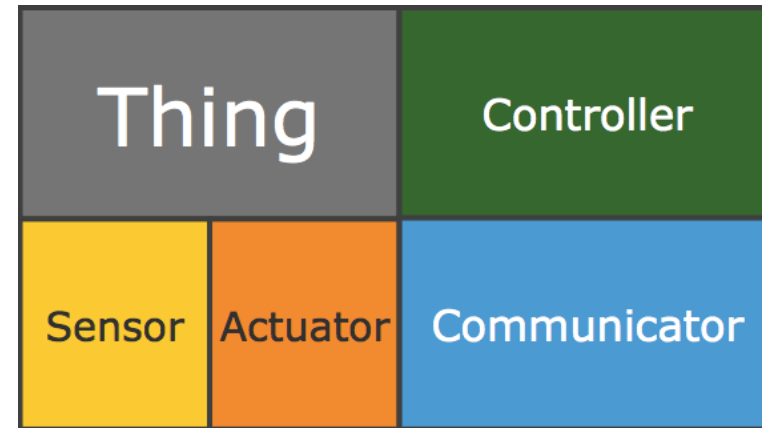 Thing
Controller
Sensor
Actuator
Communicator